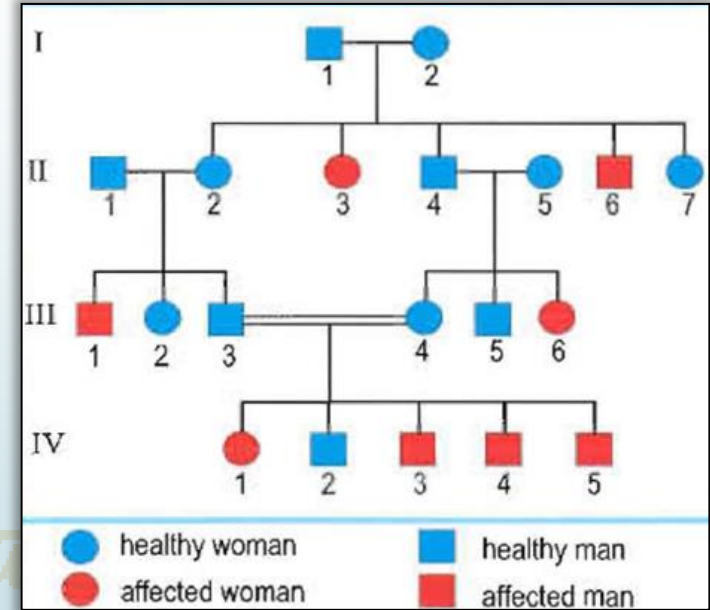 I
1 2
II
1 2 3 4 5 6 7
III
1 2 3 4 5 6
IV
1 2 3 4 5
healthy woman healthy man
affected woman affected man